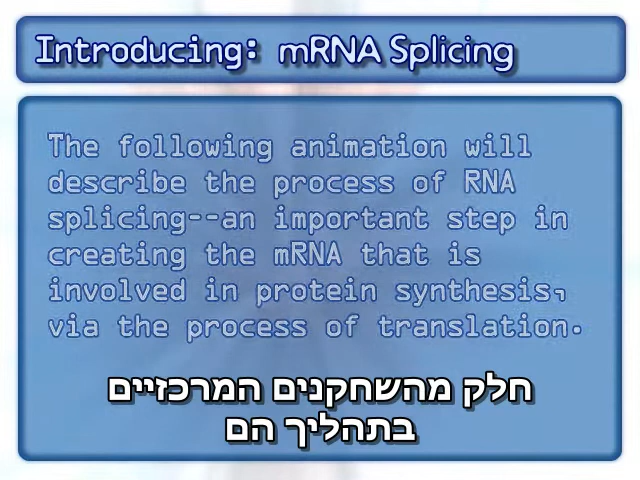 Introducing: mRNA Splicing
The following animation will
describe the process of RNA
splicing--an important step in
creating the mRNA that is
involved in protein synthesis,
via the process of translation.
חלק מהשחקנים המרכזיים
בתהליך הם